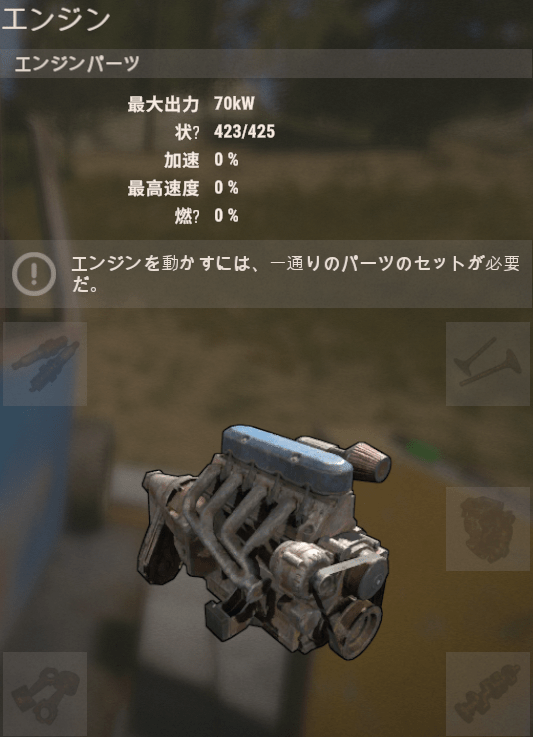 エンジン
エンジンパーツ
最大出力 70kW
状? 423/425
加速 0 %
最高速度 0 %
燃? 0 %
エンジンを動かすには、一通りのパーツのセットが必要
だ。